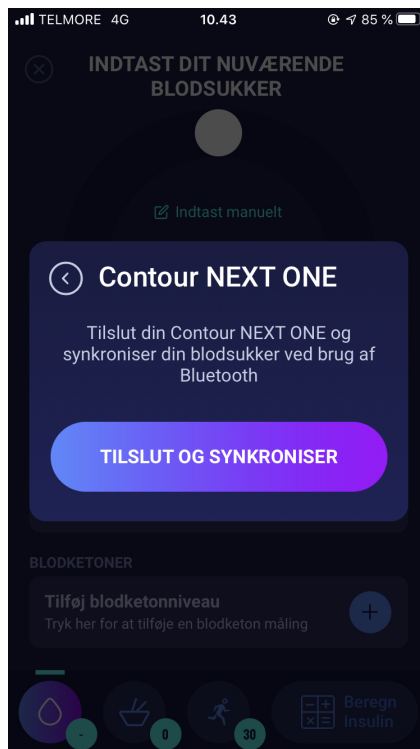 TELMORE 4G 10.43 85 %
INDTAST DIT NUVÆRENDE
BLODSUKKER
Indtast manuelt
Contour NEXT ONE
Tilslut din Contour NEXT ONE og
synkroniser din blodsukker ved brug af
Bluetooth
TILSLUT OG SYNKRONISER
BLODKETONER
Tilføj blodketonniveau
Tryk her for at tilføje en blodketon måling
- 0 30
Beregn
Insulin